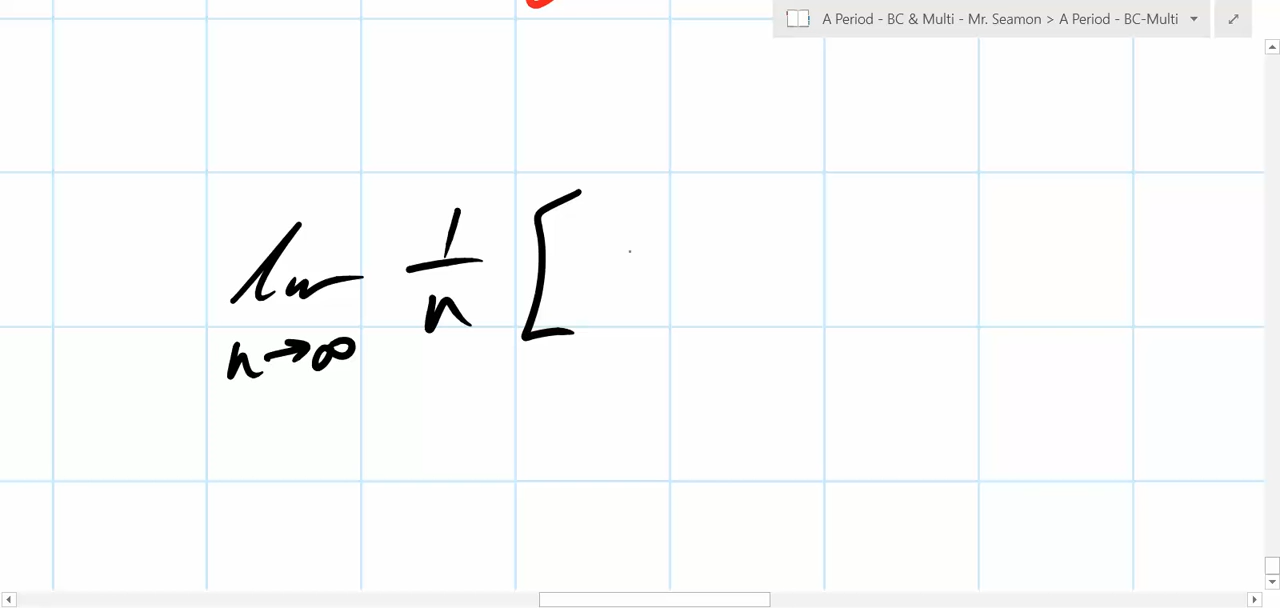 A Period - BC & Multi - Mr. Seamon > A Period - BC-Multi
lim 1/n [
n→∞